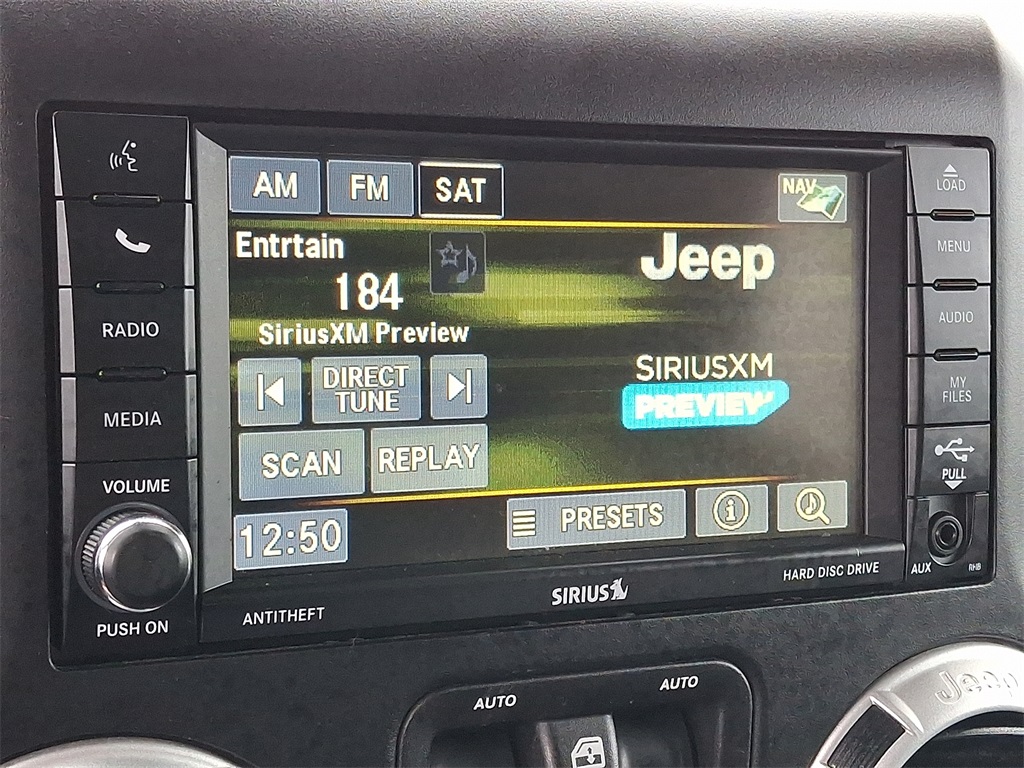 AM FM SAT NAV
Entrtain
184
SiriusXM Preview
Jeep
DIRECT
TUNE
SIRIUSXM
PREVIEW
SCAN REPLAY
12:50 PRESETS
RADIO
MEDIA
VOLUME
PUSH ON
LOAD
MENU
AUDIO
MY
FILES
PULL
AUX RHB
ANTITHEFT SIRIUS HARD DISC DRIVE
AUTO AUTO
Jeep